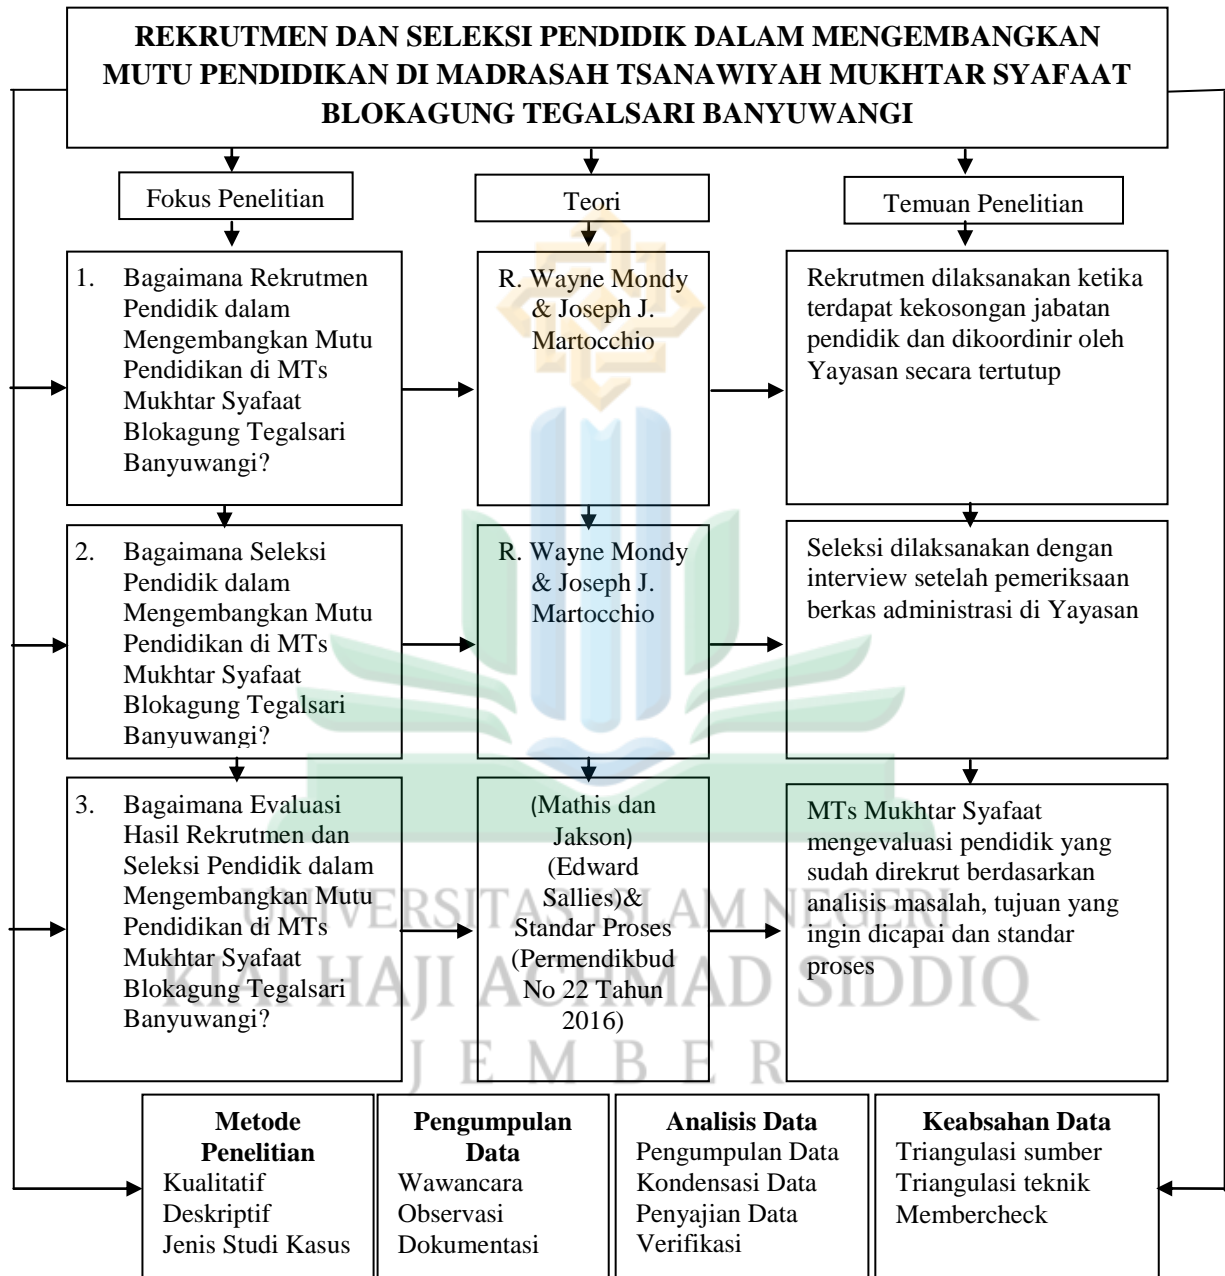 REKRUTMEN DAN SELEKSI PENDIDIK DALAM MENGEMBANGKAN
MUTU PENDIDIKAN DI MADRASAH TSANAWIYAH MUKHTAR SYAFAAT
BLOKAGUNG TEGALSARI BANYUWANGI
Fokus Penelitian
Teori
Temuan Penelitian
1. Bagaimana Rekrutmen
Pendidik dalam
Mengembangkan Mutu
Pendidikan di MTs
Mukhtar Syafaat
Blokagung Tegalsari
Banyuwangi?
R. Wayne Mondy
& Joseph J.
Martocchio
Rekrutmen dilaksanakan ketika
terdapat kekosongan jabatan
pendidik dan dikoordinir oleh
Yayasan secara tertutup
2. Bagaimana Seleksi
Pendidik dalam
Mengembangkan Mutu
Pendidikan di MTs
Mukhtar Syafaat
Blokagung Tegalsari
Banyuwangi?
R. Wayne Mondy
& Joseph J.
Martocchio
Seleksi dilaksanakan dengan
interview setelah pemeriksaan
berkas administrasi di Yayasan
3. Bagaimana Evaluasi
Hasil Rekrutmen dan
Seleksi Pendidik dalam
Mengembangkan Mutu
Pendidikan di MTs
Mukhtar Syafaat
Blokagung Tegalsari
Banyuwangi?
(Mathis dan
Jakson)
(Edward
Sallies)&
Standar Proses
(Permendikbud
No 22 Tahun
2016)
MTs Mukhtar Syafaat
mengevaluasi pendidik yang
sudah direkrut berdasarkan
analisis masalah, tujuan yang
ingin dicapai dan standar
proses
UNIVERSITAS ISLAM NEGERI
KIAI HAJI ACHMAD SIDDIQ
JEMBER
Metode
Penelitian
Kualitatif
Deskriptif
Jenis Studi Kasus
Pengumpulan
Data
Wawancara
Observasi
Dokumentasi
Analisis Data
Pengumpulan Data
Kondensasi Data
Penyajian Data
Verifikasi
Keabsahan Data
Triangulasi sumber
Triangulasi teknik
Membercheck